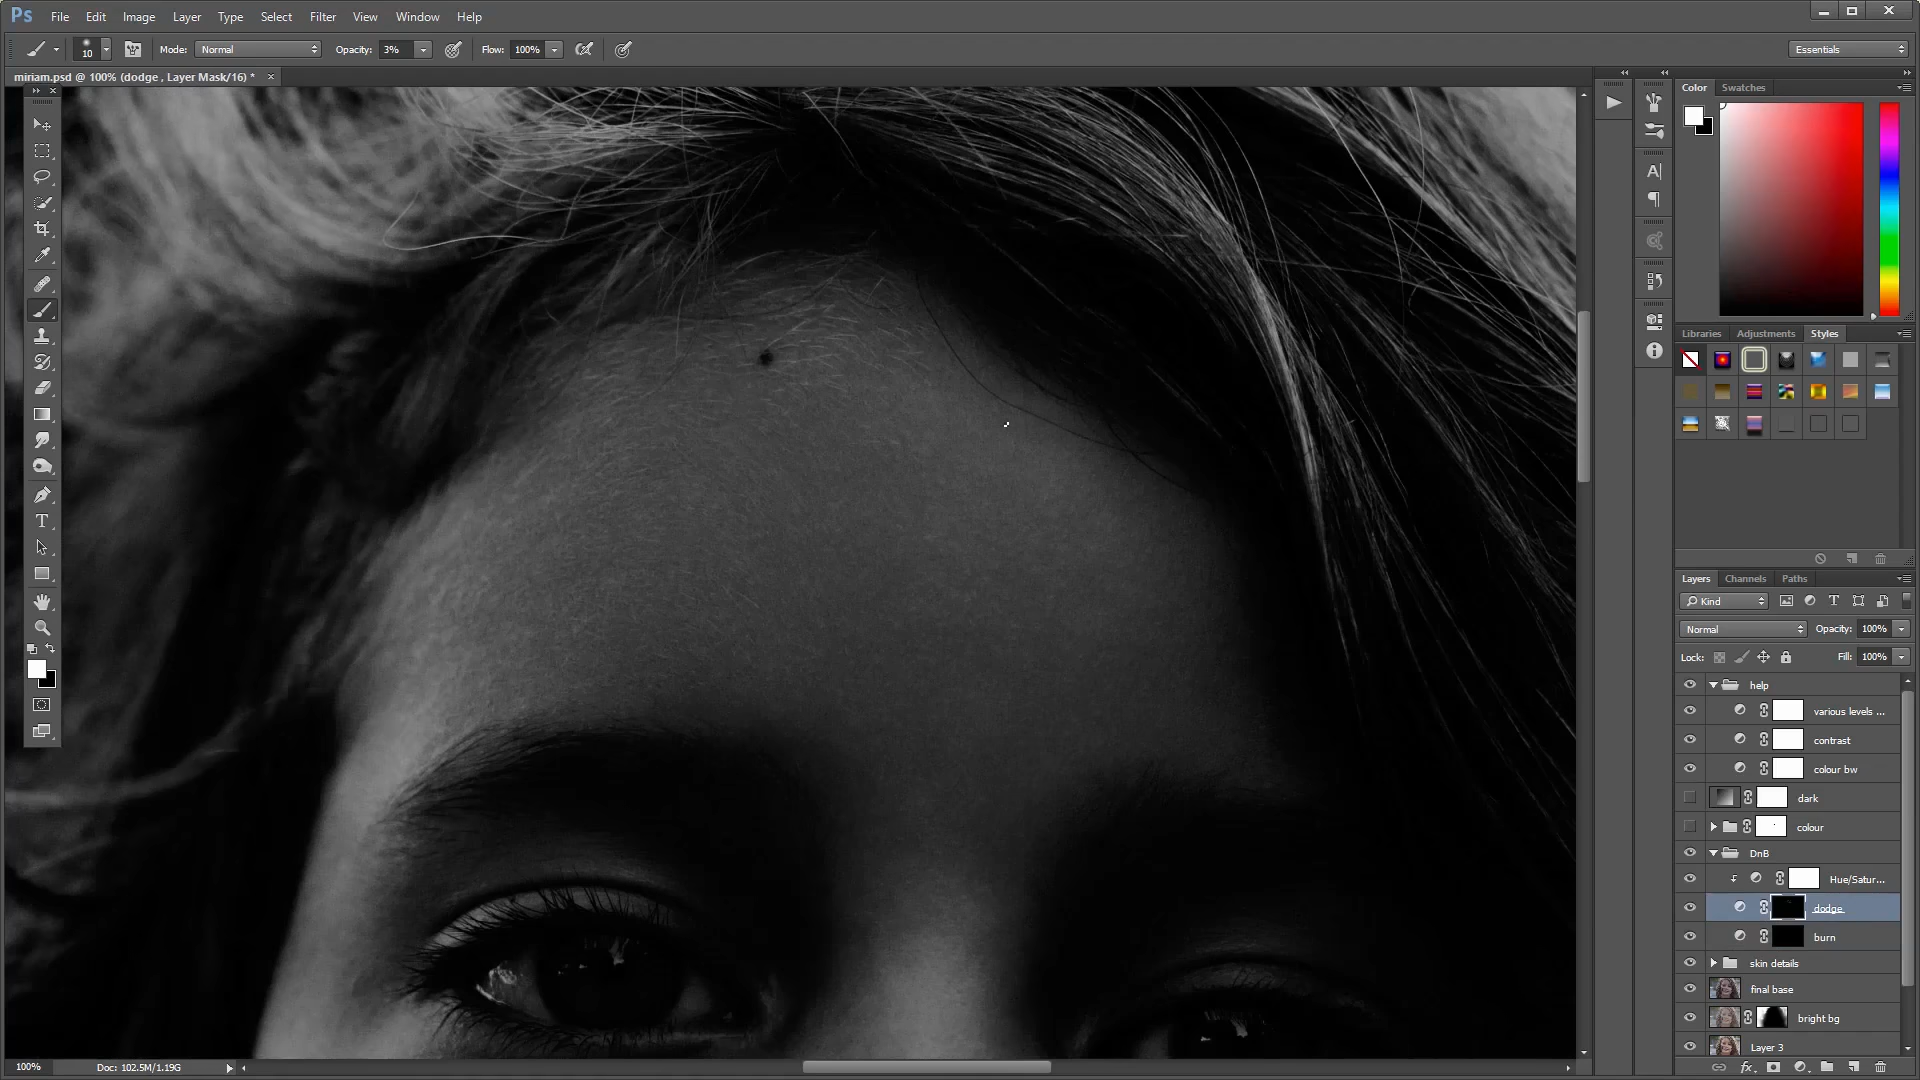 Ps File Edit Image Layer Type Select Filter View Window Help
10 Mode: Normal Opacity: 3% Flow: 100% Essentials
miriam.psd @ 100% (dodge , Layer Mask/16) * ×
Color Swatches
Libraries Adjustments Styles
Layers Channels Paths
Kind
Normal Opacity: 100%
Lock: Fill: 100%
help
various levels ...
contrast
colour bw
dark
colour
DnB
Hue/Satur...
dodge
burn
skin details
final base
bright bg
Layer 3
100% Doc: 102.5M/1.19G